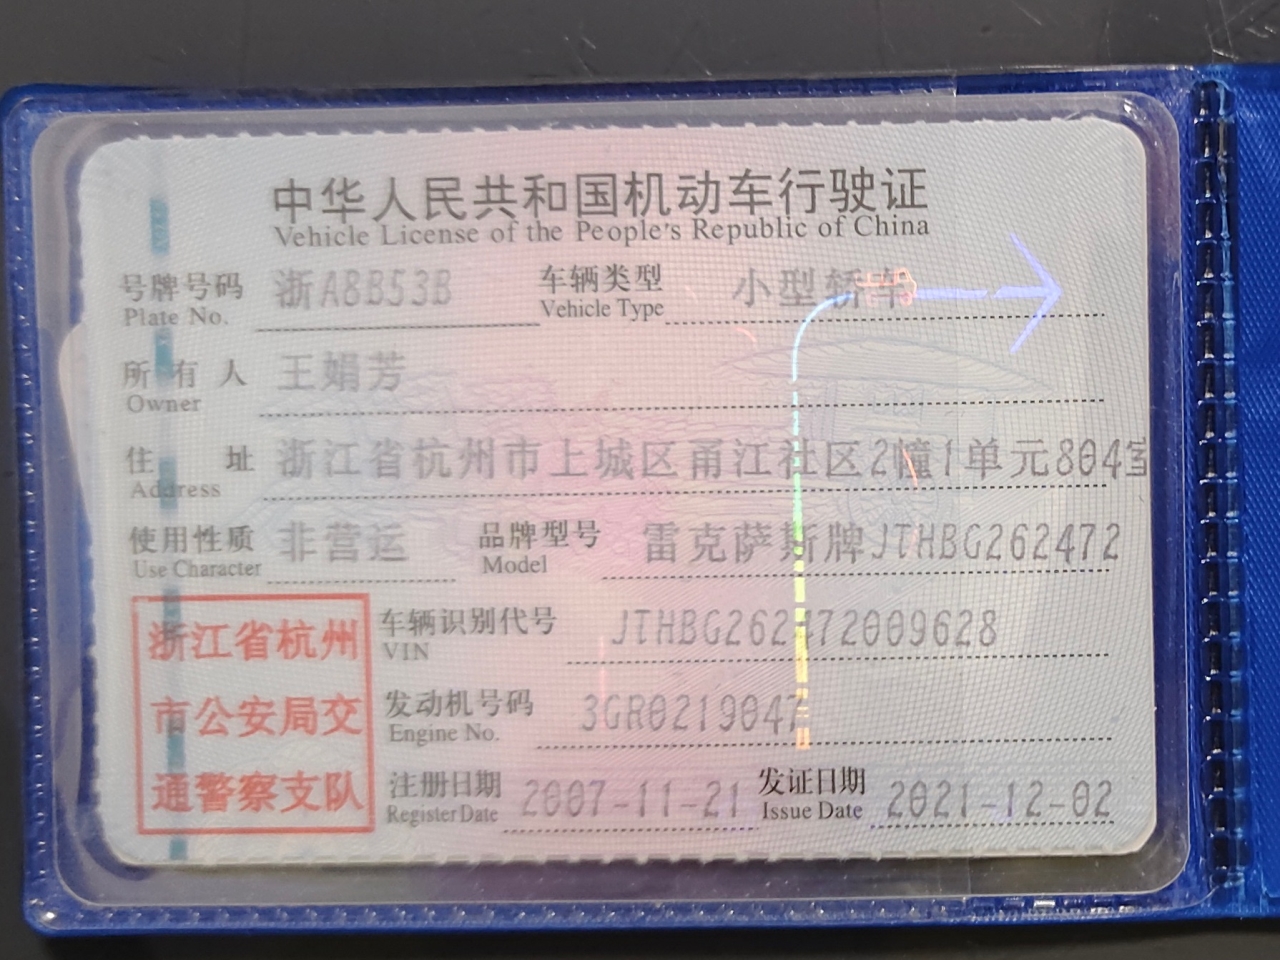 中华人民共和国机动车行驶证
Vehicle License of the People's Republic of China
号牌号码 浙A8B53B 车辆类型 小型轿车
Plate No. Vehicle Type
所有人 王娟芳
Owner
住址 浙江省杭州市上城区甬江社区2幢1单元804室
Address
使用性质 非营运 品牌型号 雷克萨斯牌JTHBG262472
Use Character Model
浙江省杭州 车辆识别代号 JTHBG262472009628
VIN
市公安局交 发动机号码 3GR0219047
Engine No.
通警察支队 注册日期 2007-11-21 发证日期 2021-12-02
Register Date Issue Date